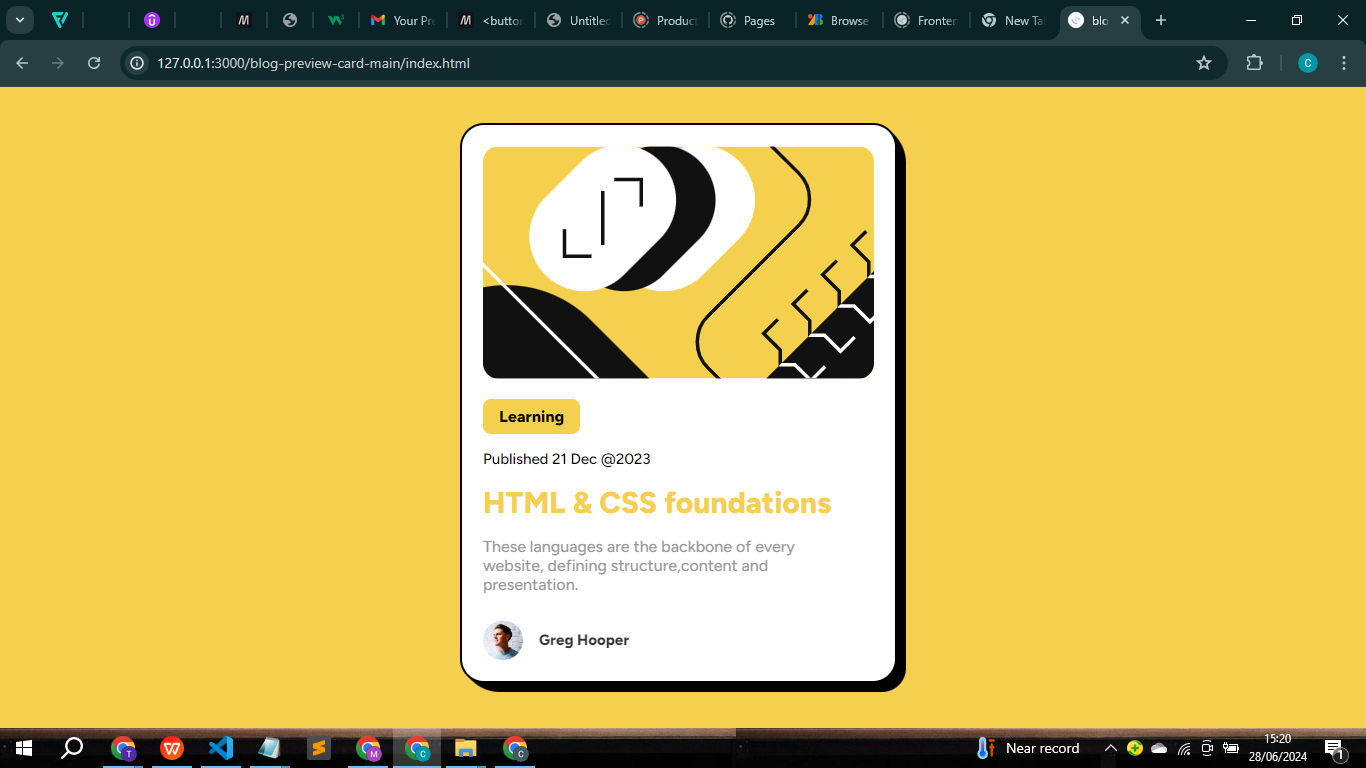 Your Pr
<button
Untitled
Product
Pages
Browse
Fronten
New Ta
blo
127.0.0.1:3000/blog-preview-card-main/index.html
C
Learning
Published 21 Dec @2023
HTML & CSS foundations
These languages are the backbone of every
website, defining structure,content and
presentation.
Greg Hooper
T
M
C
C
Near record
15:20
28/06/2024
1